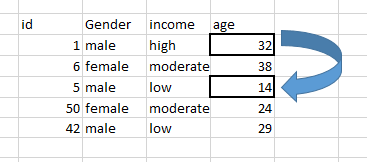 id Gender income age
1 male high 32
6 female moderate 38
5 male low 14
50 female moderate 24
42 male low 29